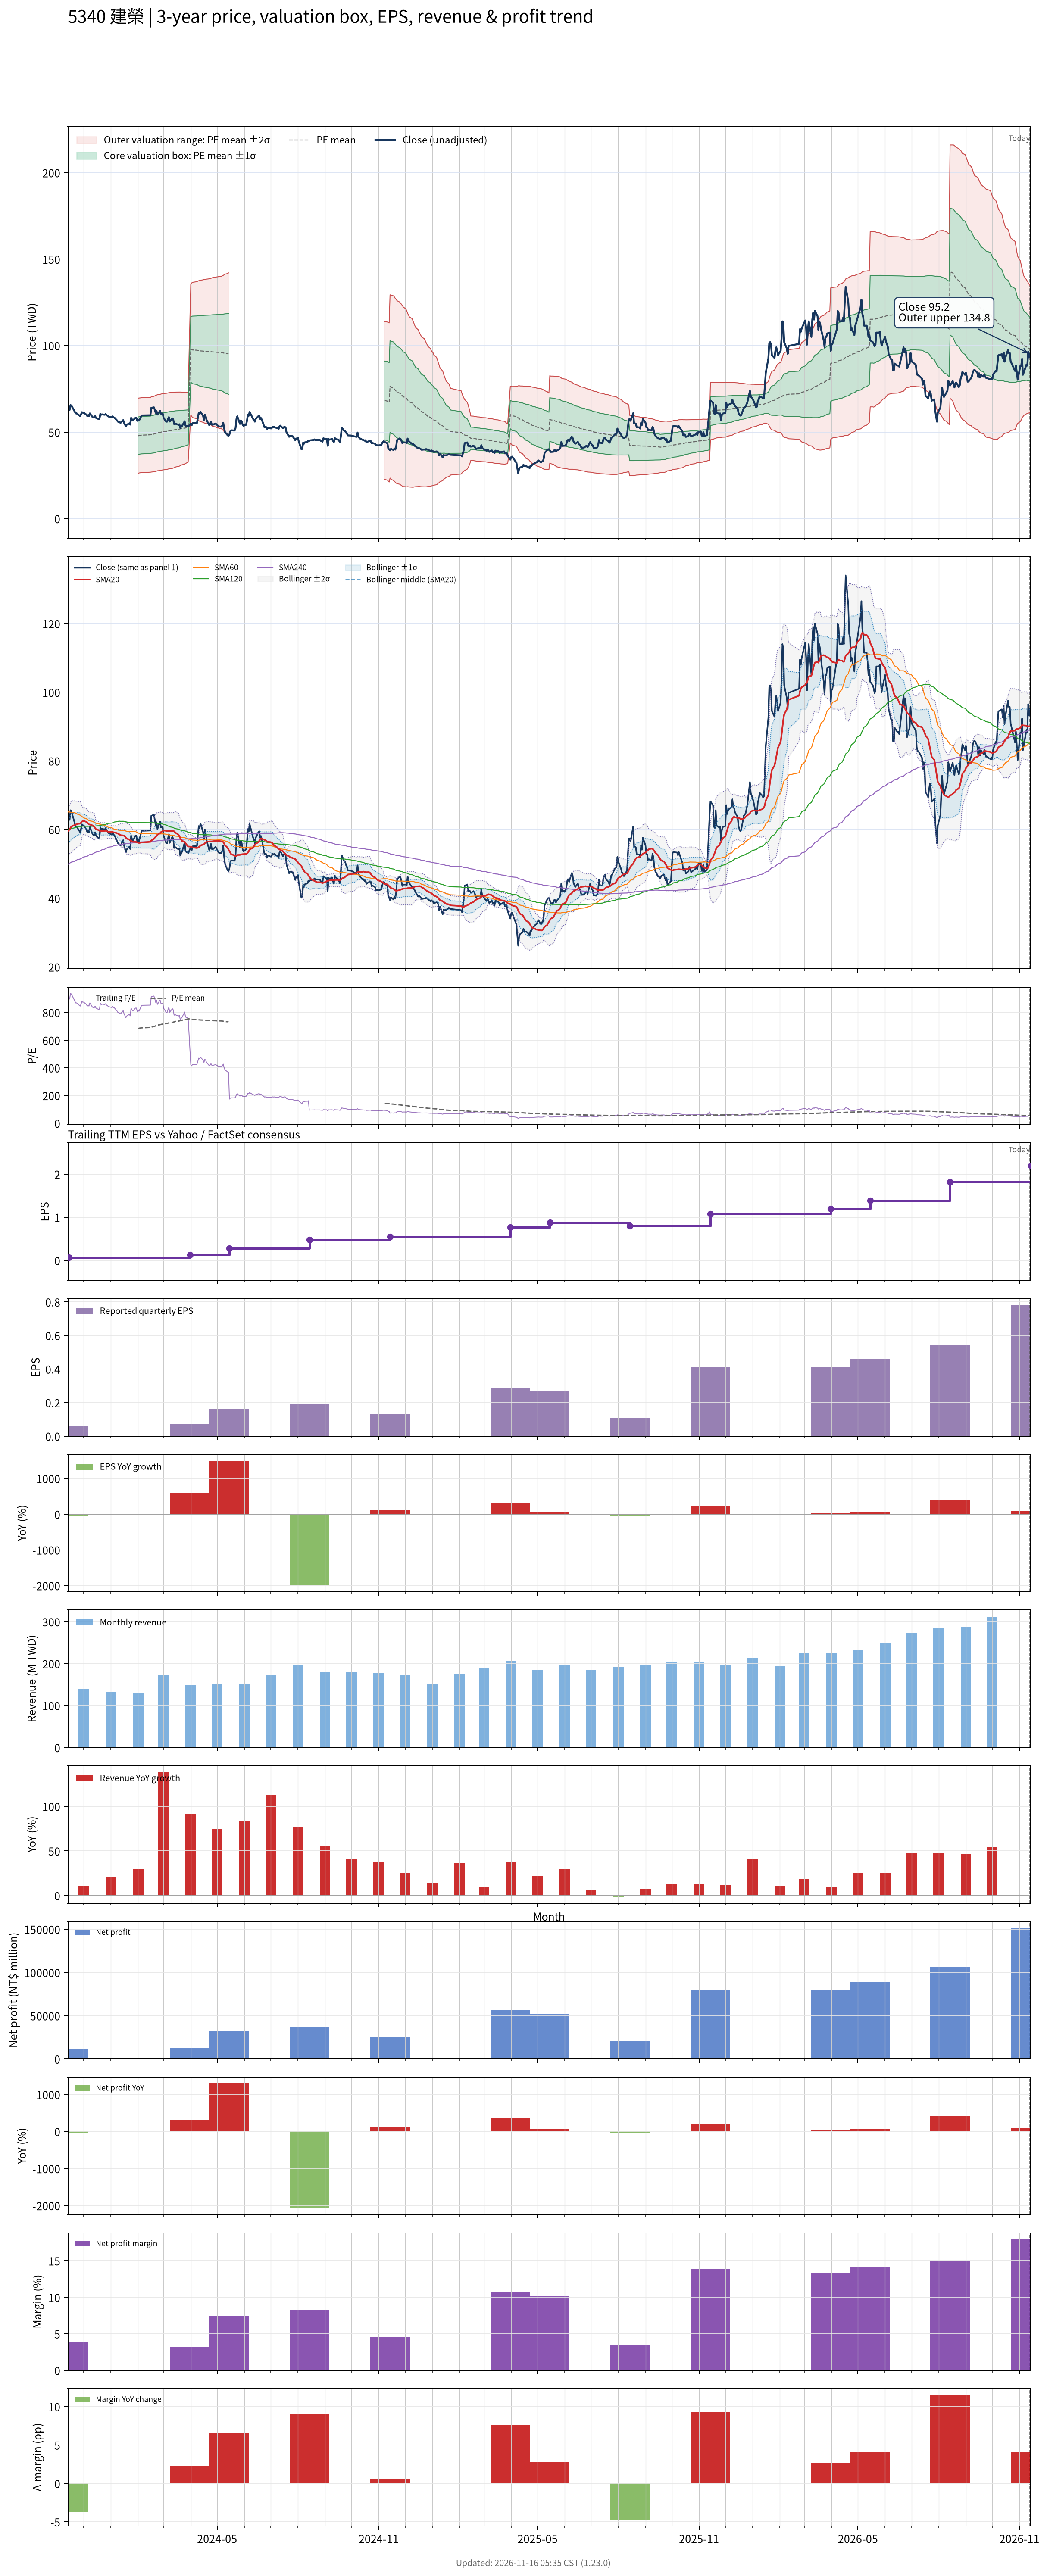 5340 建榮 | 3-year price, valuation box, EPS, revenue & profit trend
Outer valuation range: PE mean ±2σ
PE mean
Close (unadjusted)
Core valuation box: PE mean ±1σ
Today
200
150
100
50
0
Price (TWD)
Close 95.2
Outer upper 134.8
Close (same as panel 1)
SMA20
SMA60
SMA120
SMA240
Bollinger ±2σ
Bollinger ±1σ
Bollinger middle (SMA20)
120
100
80
60
40
20
Price
Trailing P/E
P/E mean
800
600
400
200
0
P/E
Trailing TTM EPS vs Yahoo / FactSet consensus
Today
2
1
0
EPS
Reported quarterly EPS
0.8
0.6
0.4
0.2
0.0
EPS
EPS YoY growth
1000
0
-1000
-2000
YoY (%)
Monthly revenue
300
200
100
0
Revenue (M TWD)
Revenue YoY growth
100
50
0
YoY (%)
Month
Net profit
150000
100000
50000
0
Net profit (NT$ million)
Net profit YoY
1000
0
-1000
-2000
YoY (%)
Net profit margin
15
10
5
0
Margin (%)
Margin YoY change
10
5
0
-5
Δ margin (pp)
2024-05
2024-11
2025-05
2025-11
2026-05
2026-11
Updated: 2026-11-16 05:35 CST (1.23.0)